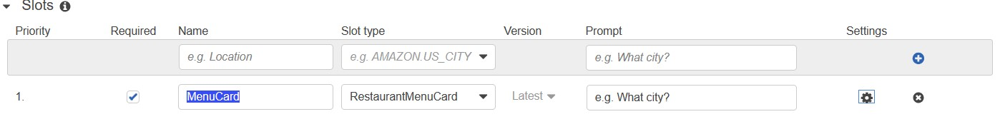 Slots
Priority Required Name Slot type Version Prompt Settings
e.g. Location e.g. AMAZON.US_CITY e.g. What city?
1. MenuCard RestaurantMenuCard Latest e.g. What city?